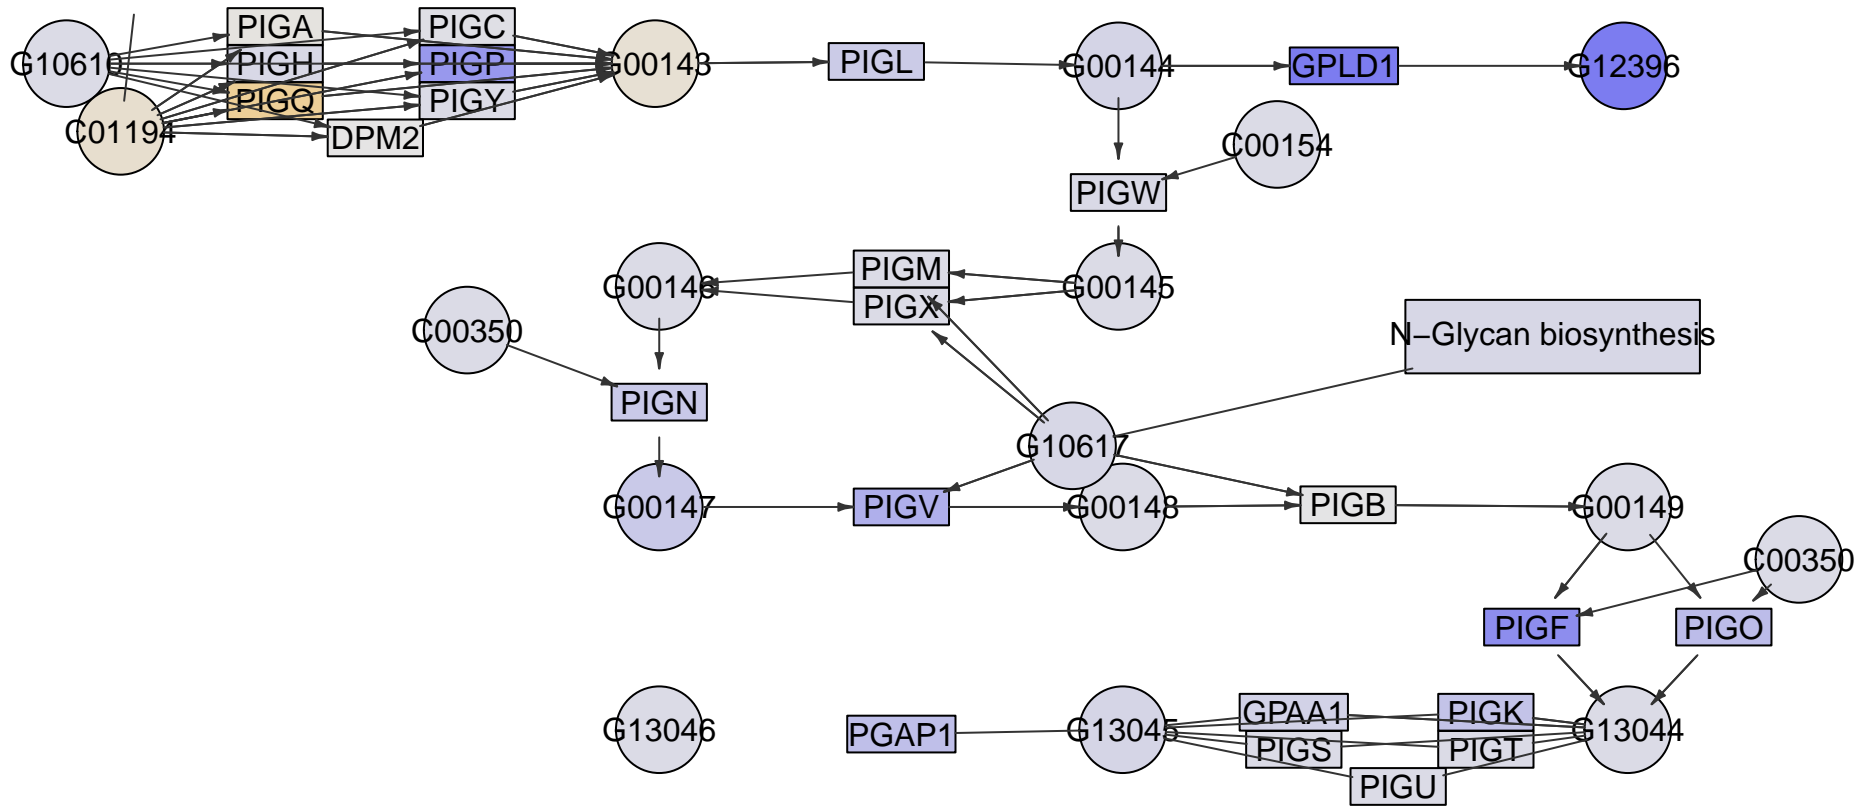 PIGA
PIGC
G10610
PIGH
PIGP
G00143
PIGL
G00144
GPLD1
G12396
PIGQ
PIGY
C01194
DPM2
C00154
PIGW
PIGM
G00146
G00145
PIGX
C00350
N−Glycan biosynthesis
PIGN
G10617
G00147
PIGV
G00148
PIGB
G00149
C00350
PIGF
PIGO
GPAA1
PIGK
G13046
PGAP1
G13045
G13044
PIGS
PIGT
PIGU